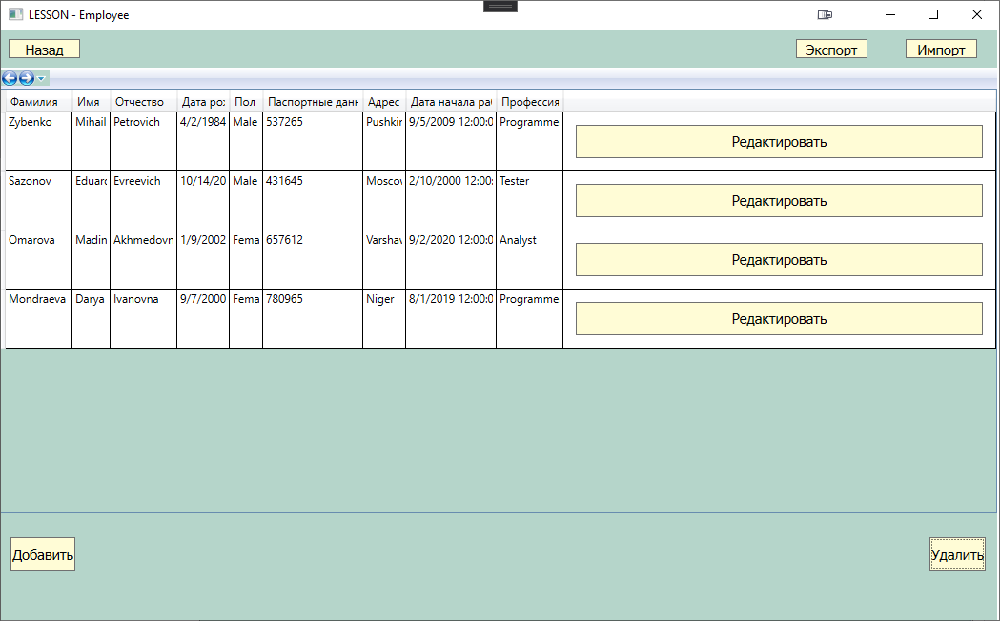 LESSON - Employee
Назад Экспорт Импорт
Фамилия Имя Отчество Дата ро: Пол Паспортные данн Адрес Дата начала раб Профессия
Zybenko Mihail Petrovich 4/2/1984 Male 537265 Pushkin 9/5/2009 12:00:0 Programme Редактировать
Sazonov Eduard Evreevich 10/14/20 Male 431645 Moscov 2/10/2000 12:00: Tester Редактировать
Omarova Madin Akhmedovn 1/9/2002 Fema 657612 Varshav 9/2/2020 12:00:0 Analyst Редактировать
Mondraeva Darya Ivanovna 9/7/2000 Fema 780965 Niger 8/1/2019 12:00:0 Programme Редактировать
Добавить Удалить